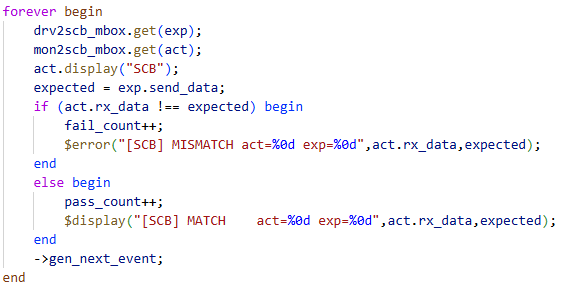 forever begin
    drv2scb_mbox.get(exp);
    mon2scb_mbox.get(act);
    act.display("SCB");
    expected = exp.send_data;
    if (act.rx_data !== expected) begin
        fail_count++;
        $error("[SCB] MISMATCH act=%0d exp=%0d",act.rx_data,expected);
    end
    else begin
        pass_count++;
        $display("[SCB] MATCH    act=%0d exp=%0d",act.rx_data,expected);
    end
    ->gen_next_event;
end